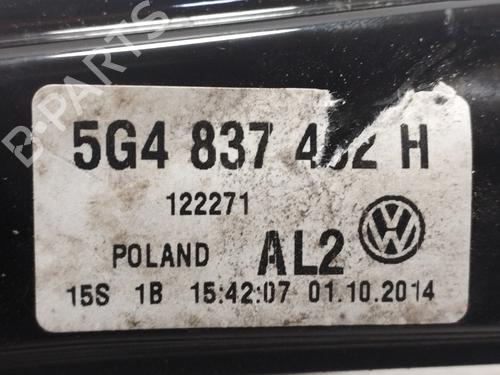 B-PARTS
5G4 837 H
122271
POLAND AL2
15S 1B 15:42:07 01.10.2014